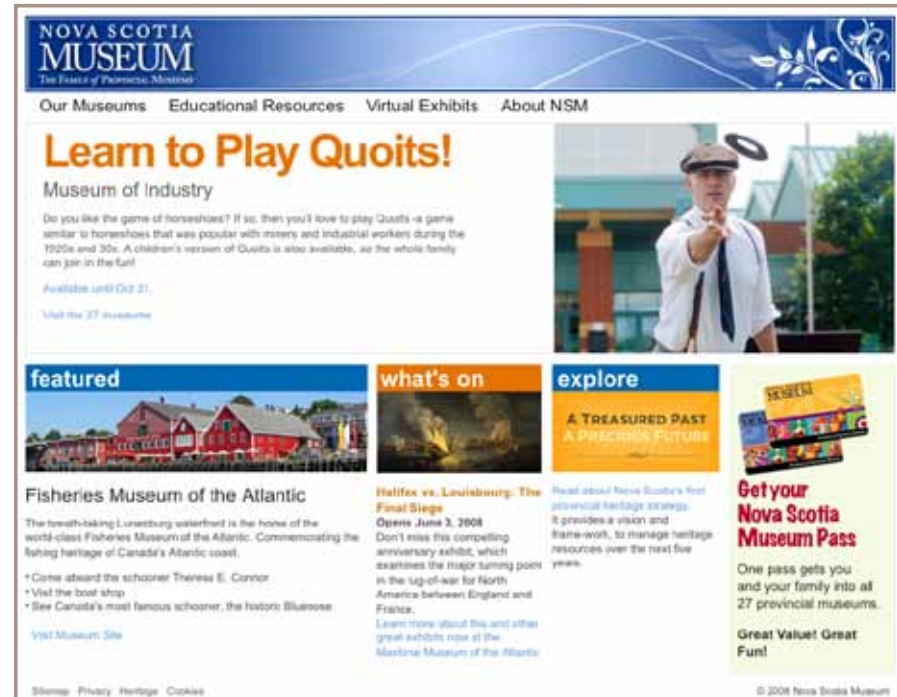 NOVA SCOTIA
MUSEUM
THE FAMILY of PROVINCIAL MUSEUMS
Our Museums Educational Resources Virtual Exhibits About NSM
Learn to Play Quoits!
Museum of Industry
Do you like the game of horseshoes? If so, then you'll love to play Quoits -a game
similar to horseshoes that was popular with miners and industrial workers during the
1920s and 30s. A children's version of Quoits is also available, so the whole family
can join in the fun!
Available until Oct 31.
Visit the 27 museums
featured
Fisheries Museum of the Atlantic
The breath-taking Lunenburg waterfront is the home of the
world-class Fisheries Museum of the Atlantic. Commemorating the
fishing heritage of Canada's Atlantic coast.
• Come aboard the schooner Theresa E. Connor
• Visit the boat shop
• See Canada's most famous schooner, the historic Bluenose
Visit Museum Site
what's on
Halifax vs. Louisbourg: The
Final Siege
Opens June 3, 2008
Don't miss this compelling
anniversary exhibit, which
examines the major turning point
in the tug-of-war for North
America between England and
France.
Learn more about this and other
great exhibits now at the
Maritime Museum of the Atlantic
explore
A TREASURED PAST
A PRECIOUS FUTURE
Read about Nova Scotia's first
provincial heritage strategy.
It provides a vision and
frame-work, to manage heritage
resources over the next five
years.
MUSEUM
Get your
Nova Scotia
Museum Pass
One pass gets you
and your family into all
27 provincial museums.
Great Value! Great
Fun!
Sitemap Privacy Heritage Cookies
© 2008 Nova Scotia Museum